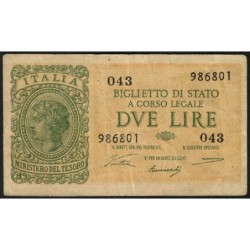 043 986801
ITALIA
BIGLIETTO DI STATO
A CORSO LEGALE
DVE LIRE
986801 043
MINISTERO DEL TESORO